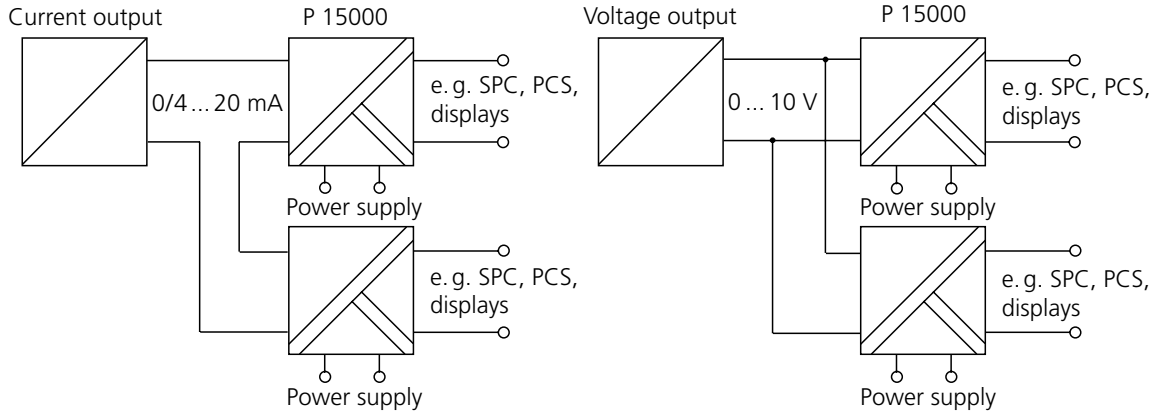 Current output
P 15000
0/4 ... 20 mA
e. g. SPC, PCS,
displays
Power supply
e. g. SPC, PCS,
displays
Power supply
Voltage output
P 15000
0 ... 10 V
e. g. SPC, PCS,
displays
Power supply
e. g. SPC, PCS,
displays
Power supply